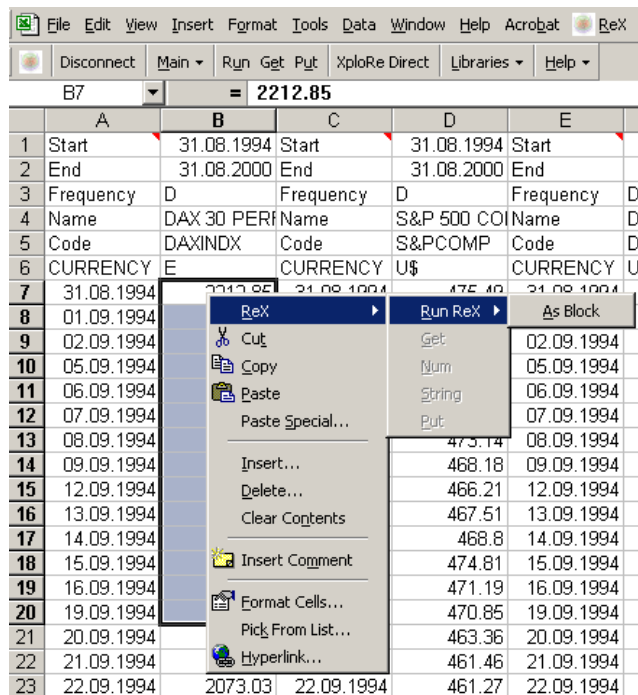 File Edit View Insert Format Tools Data Window Help Acrobat ReX
Disconnect Main Run Get Put XploRe Direct Libraries Help
B7 = 2212.85
A B C D E
1 Start 31.08.1994 Start 31.08.1994 Start
2 End 31.08.2000 End 31.08.2000 End
3 Frequency D Frequency D Frequency D
4 Name DAX 30 PERF Name S&P 500 COI Name D
5 Code DAXINDX Code S&PCOMP Code D
6 CURRENCY E CURRENCY U$ CURRENCY U
7 31.08.1994 2212.85 31.08.1994 475.49 31.08.1994
8 01.09.1994 ReX Run ReX As Block
9 02.09.1994 Cut Get 02.09.1994
10 05.09.1994 Copy Num 05.09.1994
11 06.09.1994 Paste String 06.09.1994
12 07.09.1994 Paste Special... Put 07.09.1994
13 08.09.1994 473.14 08.09.1994
14 09.09.1994 Insert... 468.18 09.09.1994
15 12.09.1994 Delete... 466.21 12.09.1994
16 13.09.1994 Clear Contents 467.51 13.09.1994
17 14.09.1994 468.8 14.09.1994
18 15.09.1994 Insert Comment 474.81 15.09.1994
19 16.09.1994 471.19 16.09.1994
20 19.09.1994 Format Cells... 470.85 19.09.1994
21 20.09.1994 Pick From List... 463.36 20.09.1994
22 21.09.1994 Hyperlink... 461.46 21.09.1994
23 22.09.1994 2073.03 22.09.1994 461.27 22.09.1994